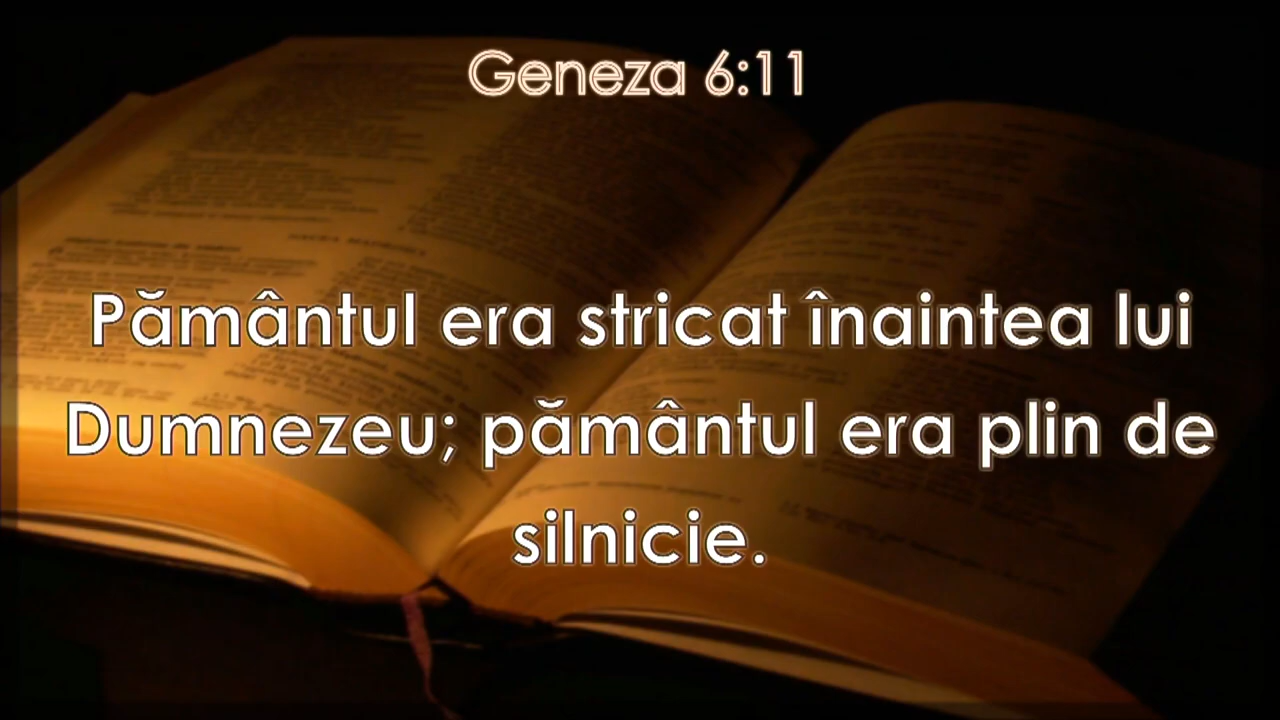 Geneza 6:11
Pământul era stricat înaintea lui
Dumnezeu; pământul era plin de
silnicie.